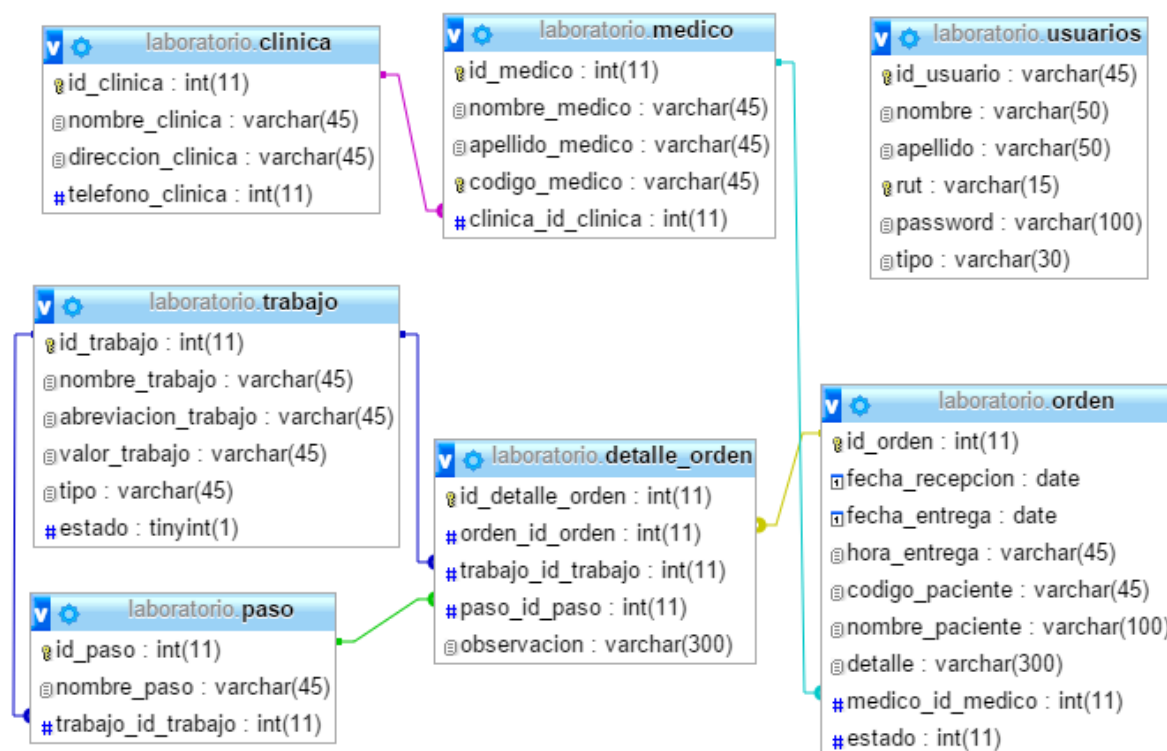 laboratorio.clinica
id_clinica : int(11)
nombre_clinica : varchar(45)
direccion_clinica : varchar(45)
telefono_clinica : int(11)
laboratorio.medico
id_medico : int(11)
nombre_medico : varchar(45)
apellido_medico : varchar(45)
codigo_medico : varchar(45)
clinica_id_clinica : int(11)
laboratorio.usuarios
id_usuario : varchar(45)
nombre : varchar(50)
apellido : varchar(50)
rut : varchar(15)
password : varchar(100)
tipo : varchar(30)
laboratorio.trabajo
id_trabajo : int(11)
nombre_trabajo : varchar(45)
abreviacion_trabajo : varchar(45)
valor_trabajo : varchar(45)
tipo : varchar(45)
estado : tinyint(1)
laboratorio.paso
id_paso : int(11)
nombre_paso : varchar(45)
trabajo_id_trabajo : int(11)
laboratorio.detalle_orden
id_detalle_orden : int(11)
orden_id_orden : int(11)
trabajo_id_trabajo : int(11)
paso_id_paso : int(11)
observacion : varchar(300)
laboratorio.orden
id_orden : int(11)
fecha_recepcion : date
fecha_entrega : date
hora_entrega : varchar(45)
codigo_paciente : varchar(45)
nombre_paciente : varchar(100)
detalle : varchar(300)
medico_id_medico : int(11)
estado : int(11)